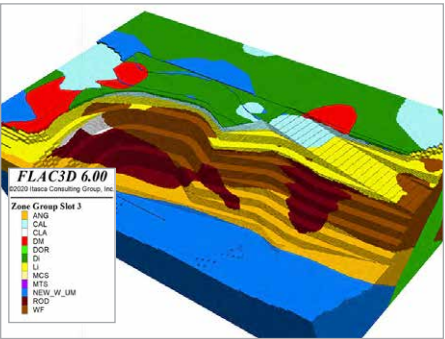 FLAC3D 6.00
©2020 Itasca Consulting Group, Inc.
Zone Group Slot 3
ANG
CAL
CLA
DM
DOR
Di
Li
MCS
MTS
NEW_W_UM
ROD
WF